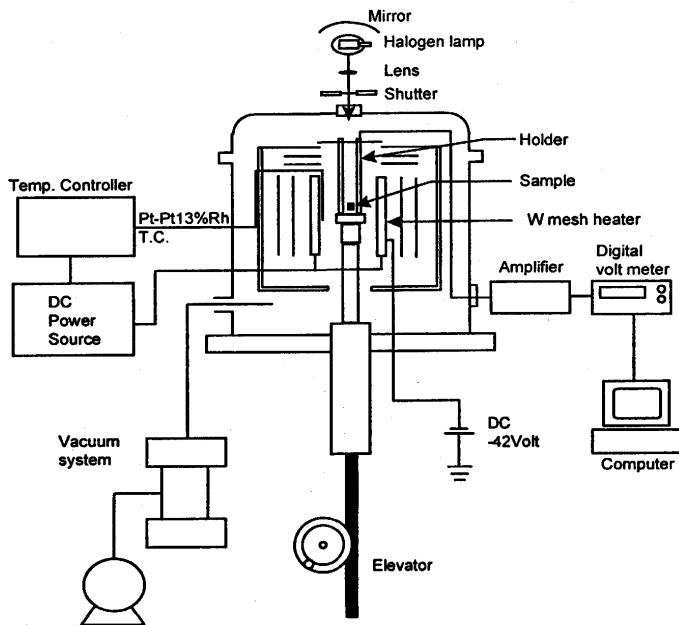 Mirror
Halogen lamp
Lens
Shutter
Holder
Sample
W mesh heater
Temp. Controller
Pt-Pt13%Rh
T.C.
DC
Power
Source
Amplifier
Digital
volt meter
Computer
DC
-42Volt
Vacuum
system
Elevator